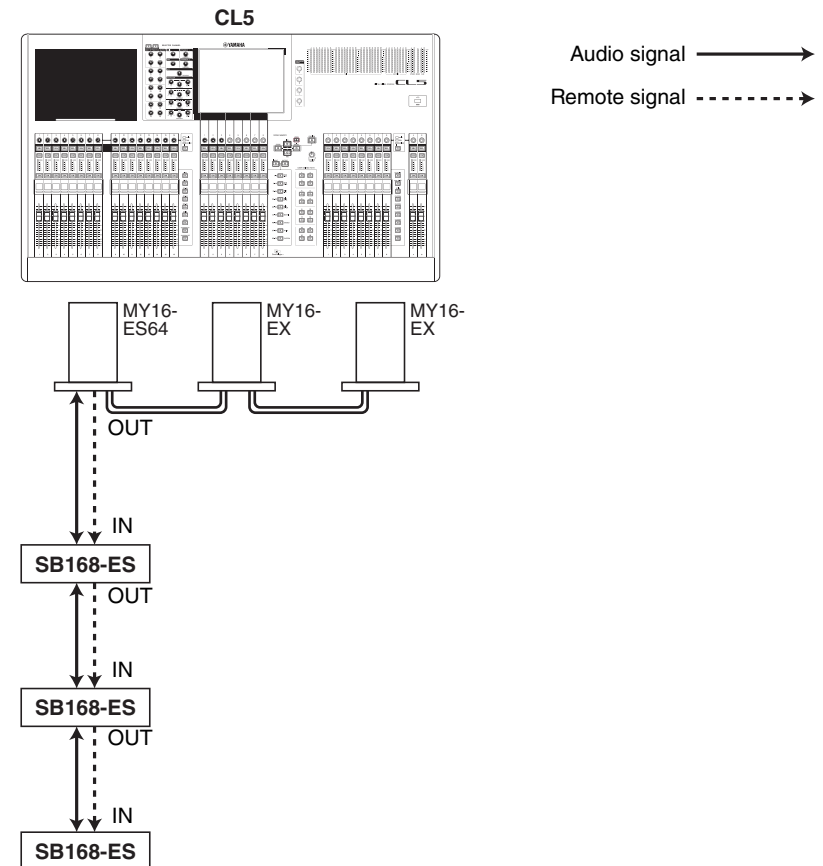 CL5
YAMAHA
Audio signal
Remote signal
MY16-
ES64
MY16-
EX
MY16-
EX
OUT
IN
SB168-ES
OUT
IN
SB168-ES
OUT
IN
SB168-ES